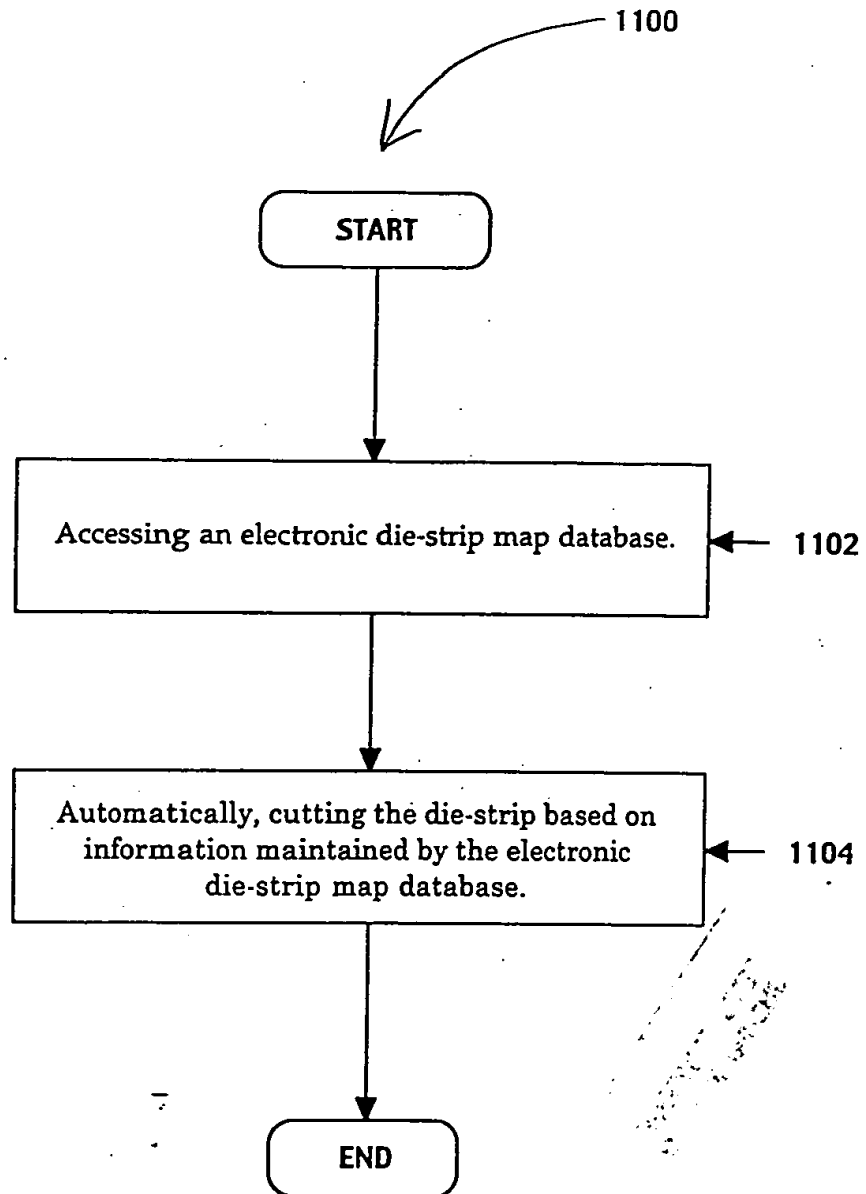 1100
START
Accessing an electronic die-strip map database.
1102
Automatically, cutting the die-strip based on
information maintained by the electronic
die-strip map database.
1104
END